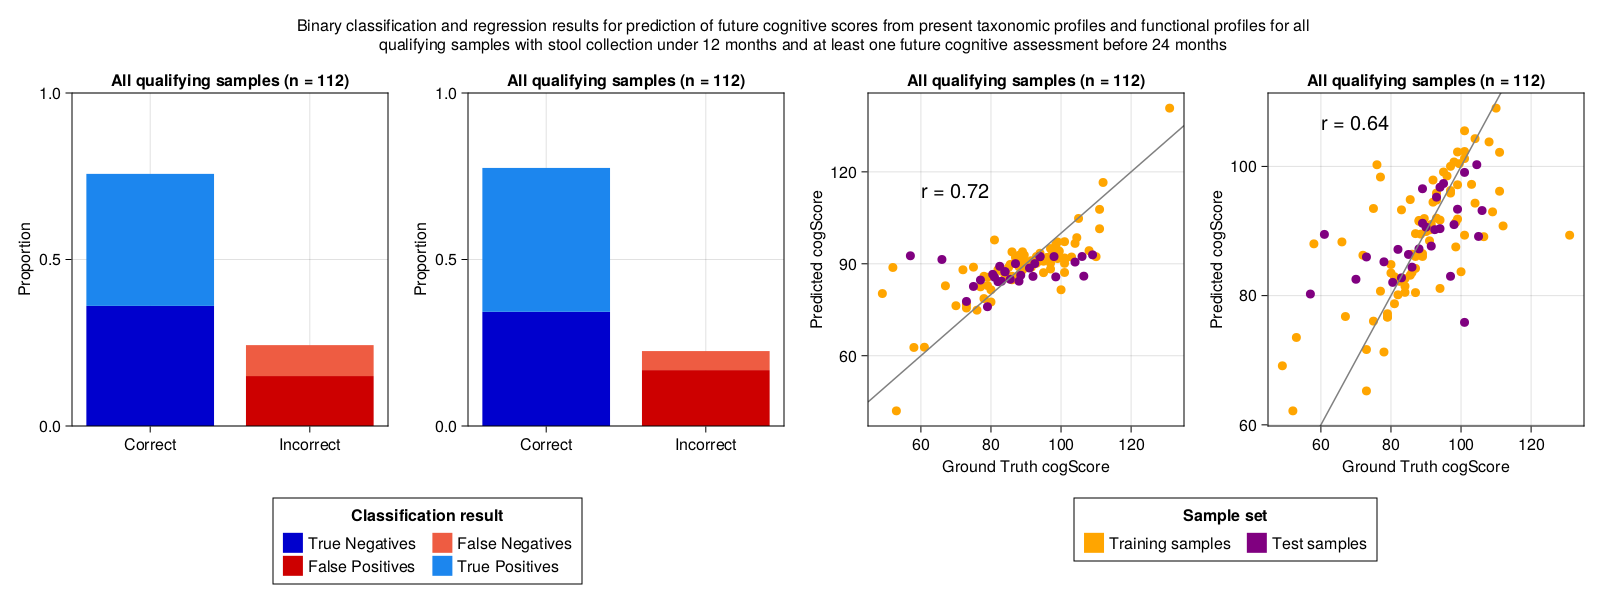 Binary classification and regression results for prediction of future cognitive scores from present taxonomic profiles and functional profiles for all
qualifying samples with stool collection under 12 months and at least one future cognitive assessment before 24 months
All qualifying samples (n = 112)
1.0
0.5
0.0
Proportion
Correct
Incorrect
All qualifying samples (n = 112)
1.0
0.5
0.0
Proportion
Correct
Incorrect
All qualifying samples (n = 112)
r = 0.72
120
90
60
Predicted cogScore
60
80
100
120
Ground Truth cogScore
All qualifying samples (n = 112)
r = 0.64
100
80
60
Predicted cogScore
60
80
100
120
Ground Truth cogScore
Classification result
True Negatives
False Negatives
False Positives
True Positives
Sample set
Training samples
Test samples